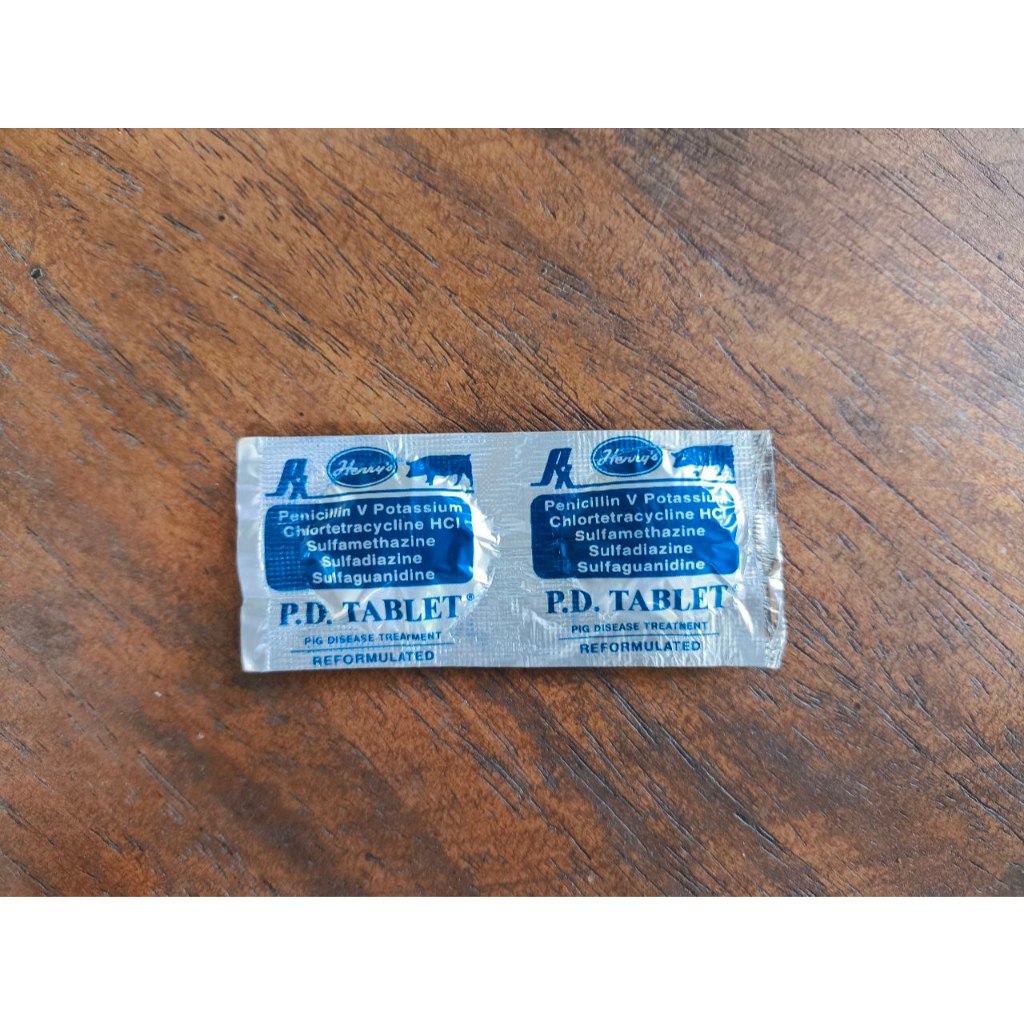 Rx Henry's
Penicillin V Potassium
Chlortetracycline HCl
Sulfamethazine
Sulfadiazine
Sulfaguanidine
P.D. TABLET®
PIG DISEASE TREATMENT
REFORMULATED
Rx Henry's
Penicillin V Potassium
Chlortetracycline HCl
Sulfamethazine
Sulfadiazine
Sulfaguanidine
P.D. TABLET
PIG DISEASE TREATMENT
REFORMULATED